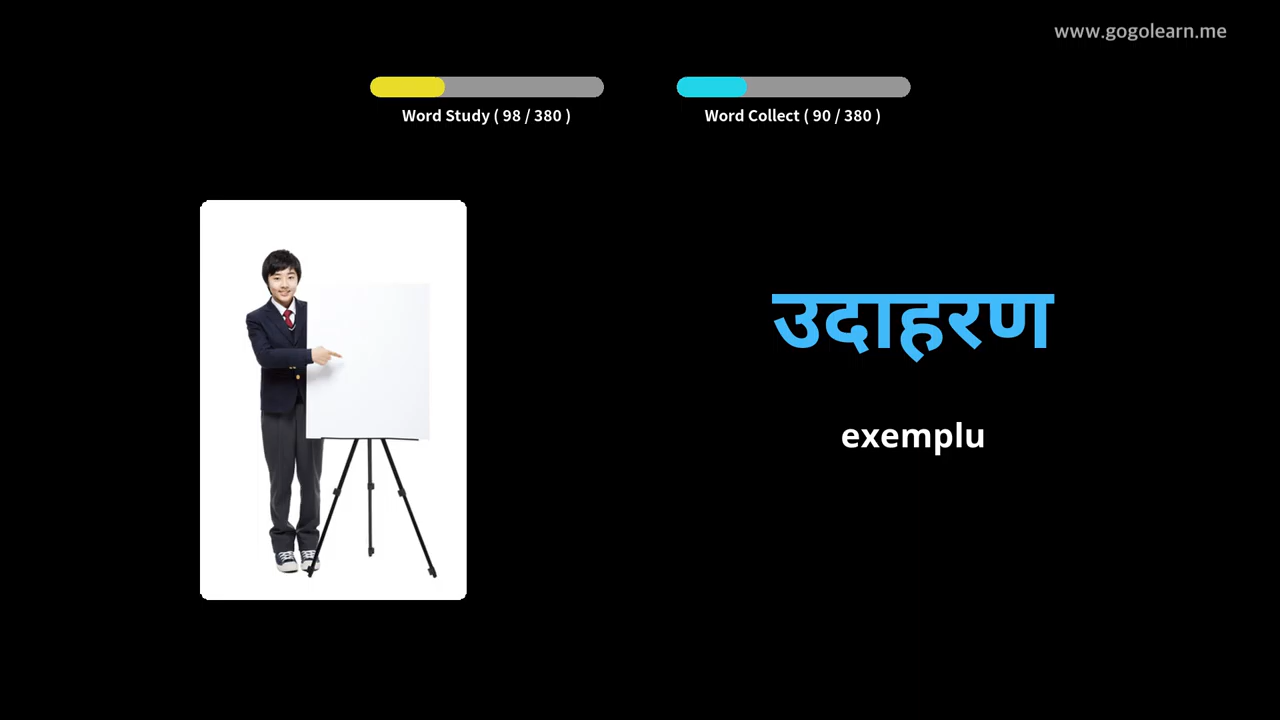 www.gogolearn.me
Word Study ( 98 / 380 )
Word Collect ( 90 / 380 )
उदाहरण
exemplu